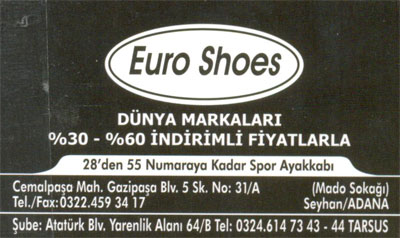 Euro Shoes
DÜNYA MARKALARI
%30 - %60 İNDİRİMLİ FİYATLARLA
28'den 55 Numaraya Kadar Spor Ayakkabı
Cemalpaşa Mah. Gazipaşa Blv. 5 Sk. No: 31/A (Mado Sokağı)
Tel./Fax:0322.459 34 17 Seyhan/ADANA
Şube: Atatürk Blv. Yarenlik Alanı 64/B Tel: 0324.614 73 43 - 44 TARSUS